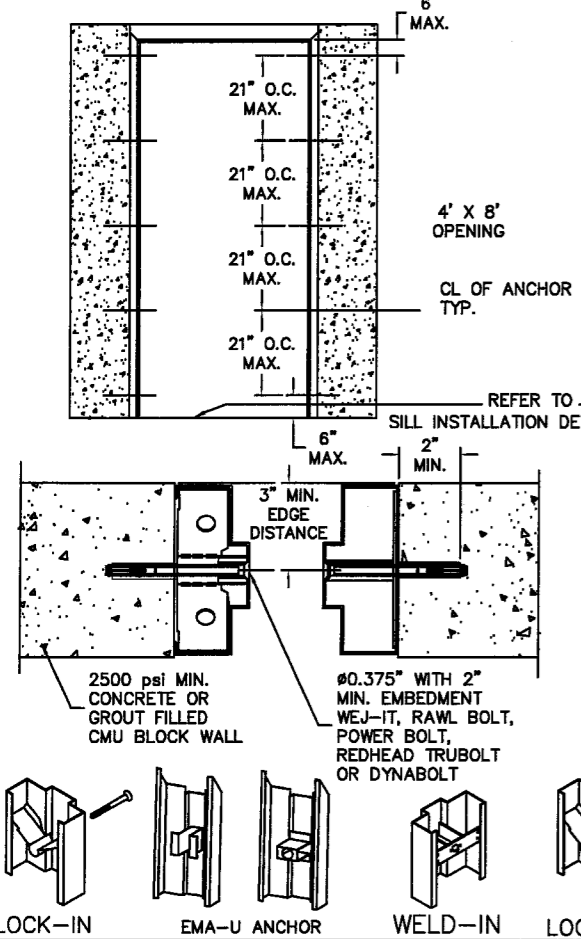 6"
MAX.
21" O.C.
MAX.
21" O.C.
MAX.
4' X 8'
OPENING
21" O.C.
MAX.
CL OF ANCHOR
TYP.
21" O.C.
MAX.
REFER TO
SILL INSTALLATION DE
6"
MAX.
2"
MIN.
3" MIN.
EDGE
DISTANCE
2500 psi MIN.
CONCRETE OR
GROUT FILLED
CMU BLOCK WALL
ø0.375" WITH 2"
MIN. EMBEDMENT
WEJ-IT, RAWL BOLT,
POWER BOLT,
REDHEAD TRUBOLT
OR DYNABOLT
LOCK-IN
EMA-U ANCHOR
WELD-IN
LOC